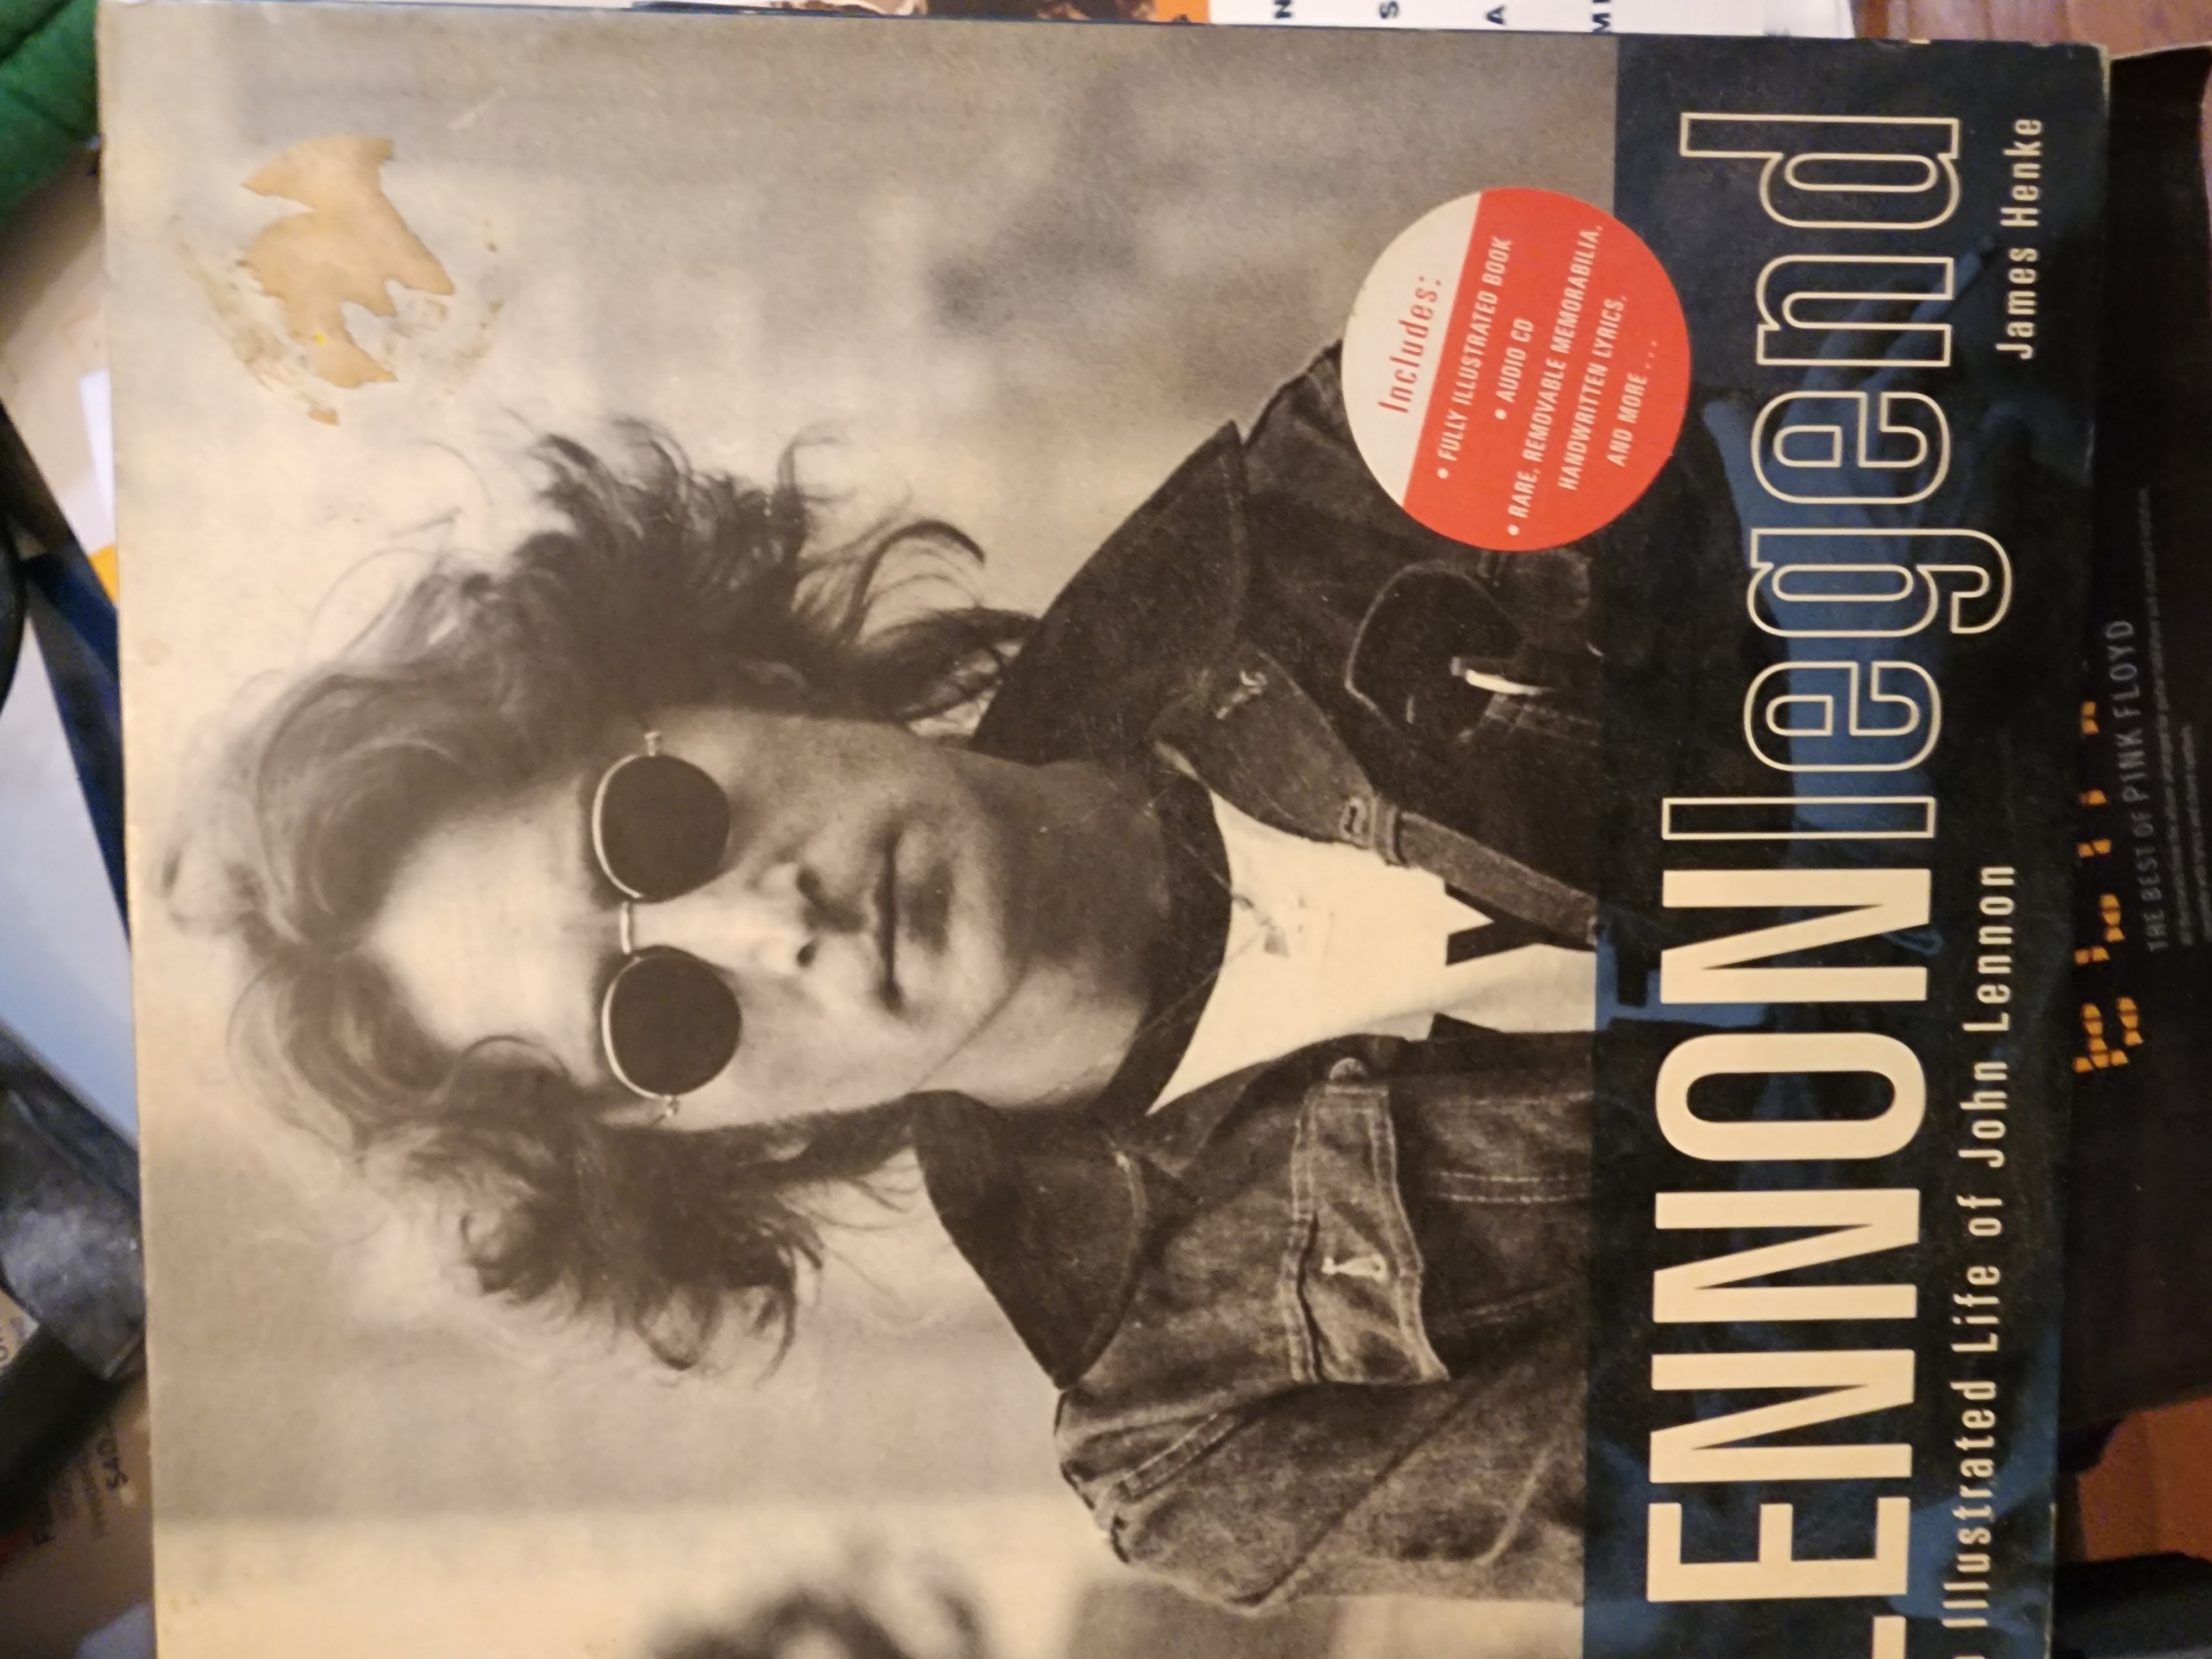 $40
Includes:
• FULLY ILLUSTRATED BOOK
• AUDIO CD
• RARE, REMOVABLE MEMORABILIA,
HANDWRITTEN LYRICS,
AND MORE . . .
LENNONlegend
Illustrated Life of John Lennon
James Henke
THE BEST OF PINK FLOYD